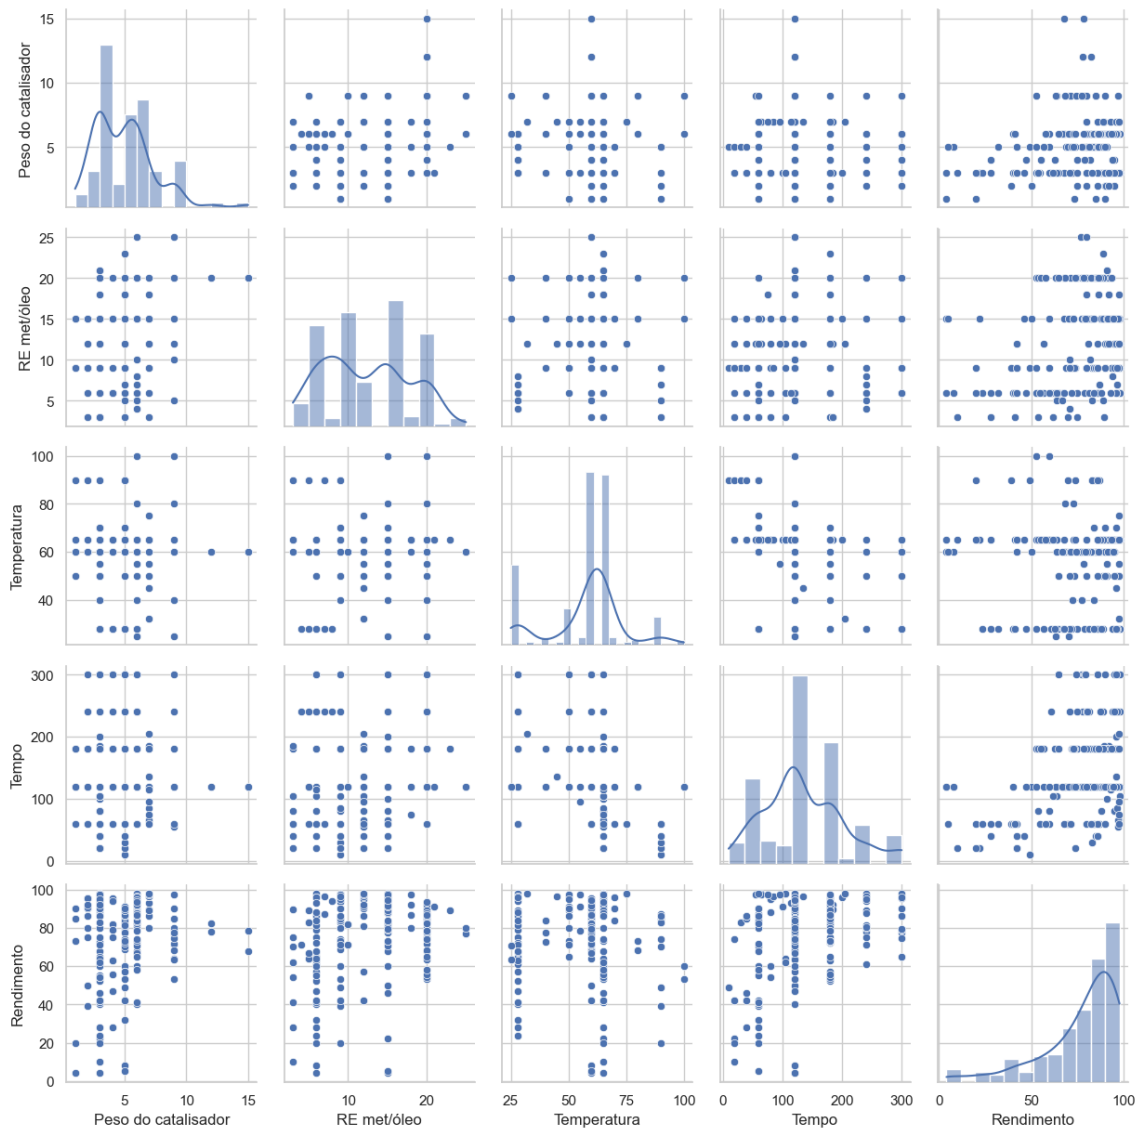 Peso do catalisador
15
10
5
RE met/óleo
25
20
15
10
5
Temperatura
100
80
60
40
Tempo
300
200
100
0
Rendimento
100
80
60
40
20
0
5 10 15
10 20
25 50 75 100
0 100 200 300
0 50 100
Peso do catalisador RE met/óleo Temperatura Tempo Rendimento